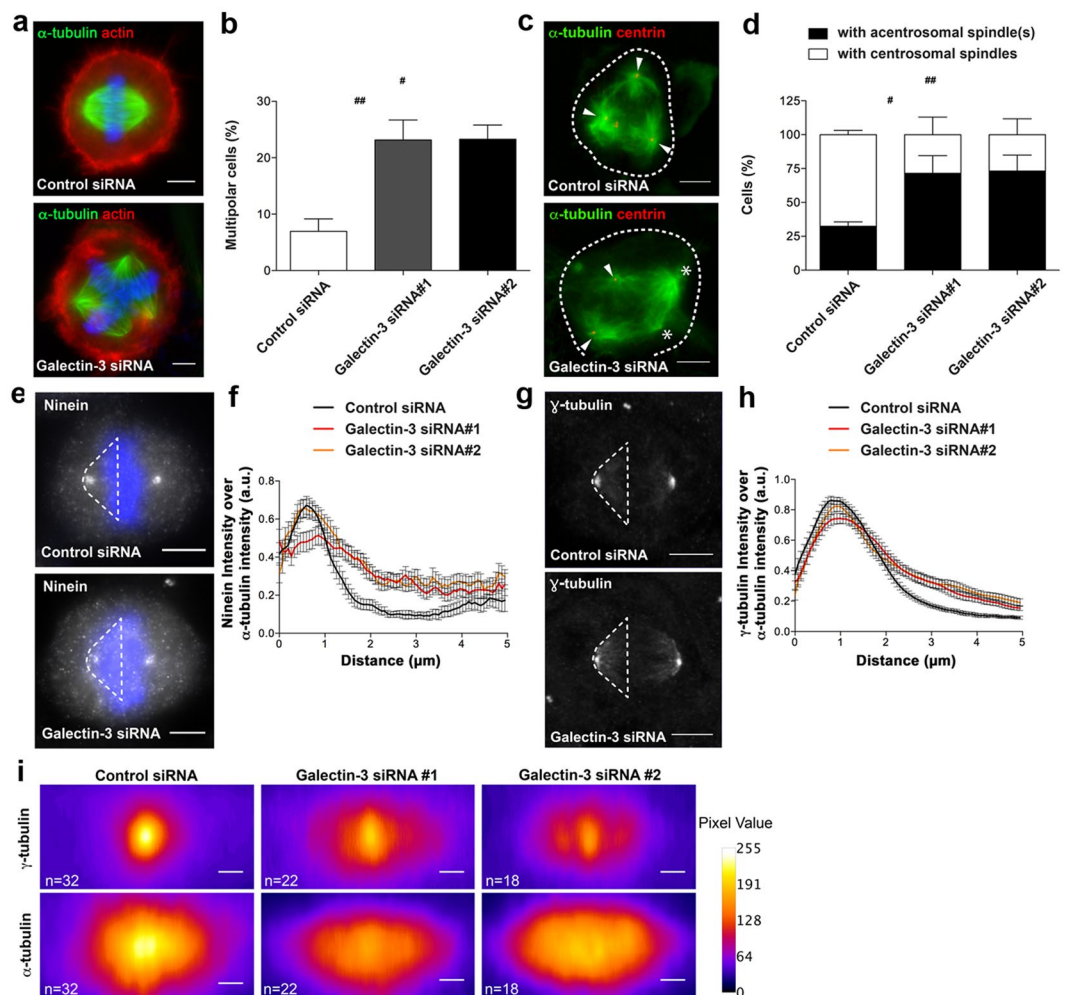 a
α-tubulin actin
Control siRNA
α-tubulin actin
Galectin-3 siRNA
b
Multipolar cells (%)
30
20
10
0
##
#
Control siRNA
Galectin-3 siRNA#1
Galectin-3 siRNA#2
c
α-tubulin centrin
Control siRNA
α-tubulin centrin
*
*
Galectin-3 siRNA
d
with acentrosomal spindle(s)
with centrosomal spindles
Cells (%)
125
100
75
50
25
0
#
##
Control siRNA
Galectin-3 siRNA#1
Galectin-3 siRNA#2
e
Ninein
Control siRNA
Ninein
Galectin-3 siRNA
f
Control siRNA
Galectin-3 siRNA#1
Galectin-3 siRNA#2
Ninein Intensity over
α-tubulin intensity (a.u.)
0.8
0.6
0.4
0.2
0.0
0 1 2 3 4 5
Distance (µm)
g
ɣ-tubulin
Control siRNA
ɣ-tubulin
Galectin-3 siRNA
h
Control siRNA
Galectin-3 siRNA#1
Galectin-3 siRNA#2
γ-tubulin Intensity over
α-tubulin intensity (a.u.)
1.0
0.8
0.6
0.4
0.2
0.0
0 1 2 3 4 5
Distance (µm)
i
Control siRNA Galectin-3 siRNA #1 Galectin-3 siRNA #2
γ-tubulin
n=32 n=22 n=18
α-tubulin
n=32 n=22 n=18
Pixel Value
255
191
128
64
0